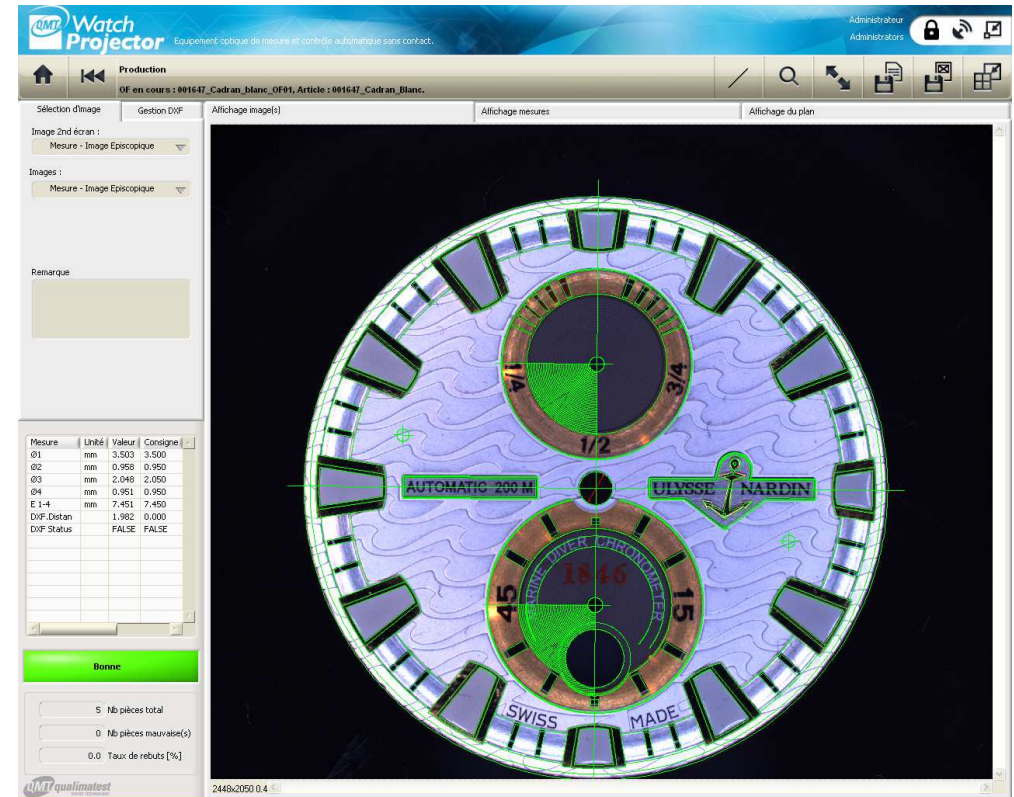 QMT
Watch
Projector
Equipement optique de mesure et contrôle automatique sans contact.
Administrateur
Administrators
Production
OF en cours : 001647_Cadran_blanc_OF01, Article : 001647_Cadran_Blanc.
Sélection d'image
Gestion DXF
Affichage image(s)
Affichage mesures
Affichage du plan
Image 2nd écran :
Mesure - Image Episcopique
Images :
Mesure - Image Episcopique
Remarque
Mesure Unité Valeur Consigne
Ø1 mm 3.503 3.500
Ø2 mm 0.958 0.950
Ø3 mm 2.048 2.050
Ø4 mm 0.951 0.950
E 1-4 mm 7.451 7.450
DXF.Distan 1.982 0.000
DXF Status FALSE FALSE
Bonne
5 Nb pièces total
0 Nb pièces mauvaise(s)
0.0 Taux de rebuts [%]
QMT qualimatest
1/4
3/4
1/2
AUTOMATIC 200 M
ULYSSE NARDIN
MARINE DIVER CHRONOMETER
1846
45
15
SWISS MADE
2448x2050 0.4